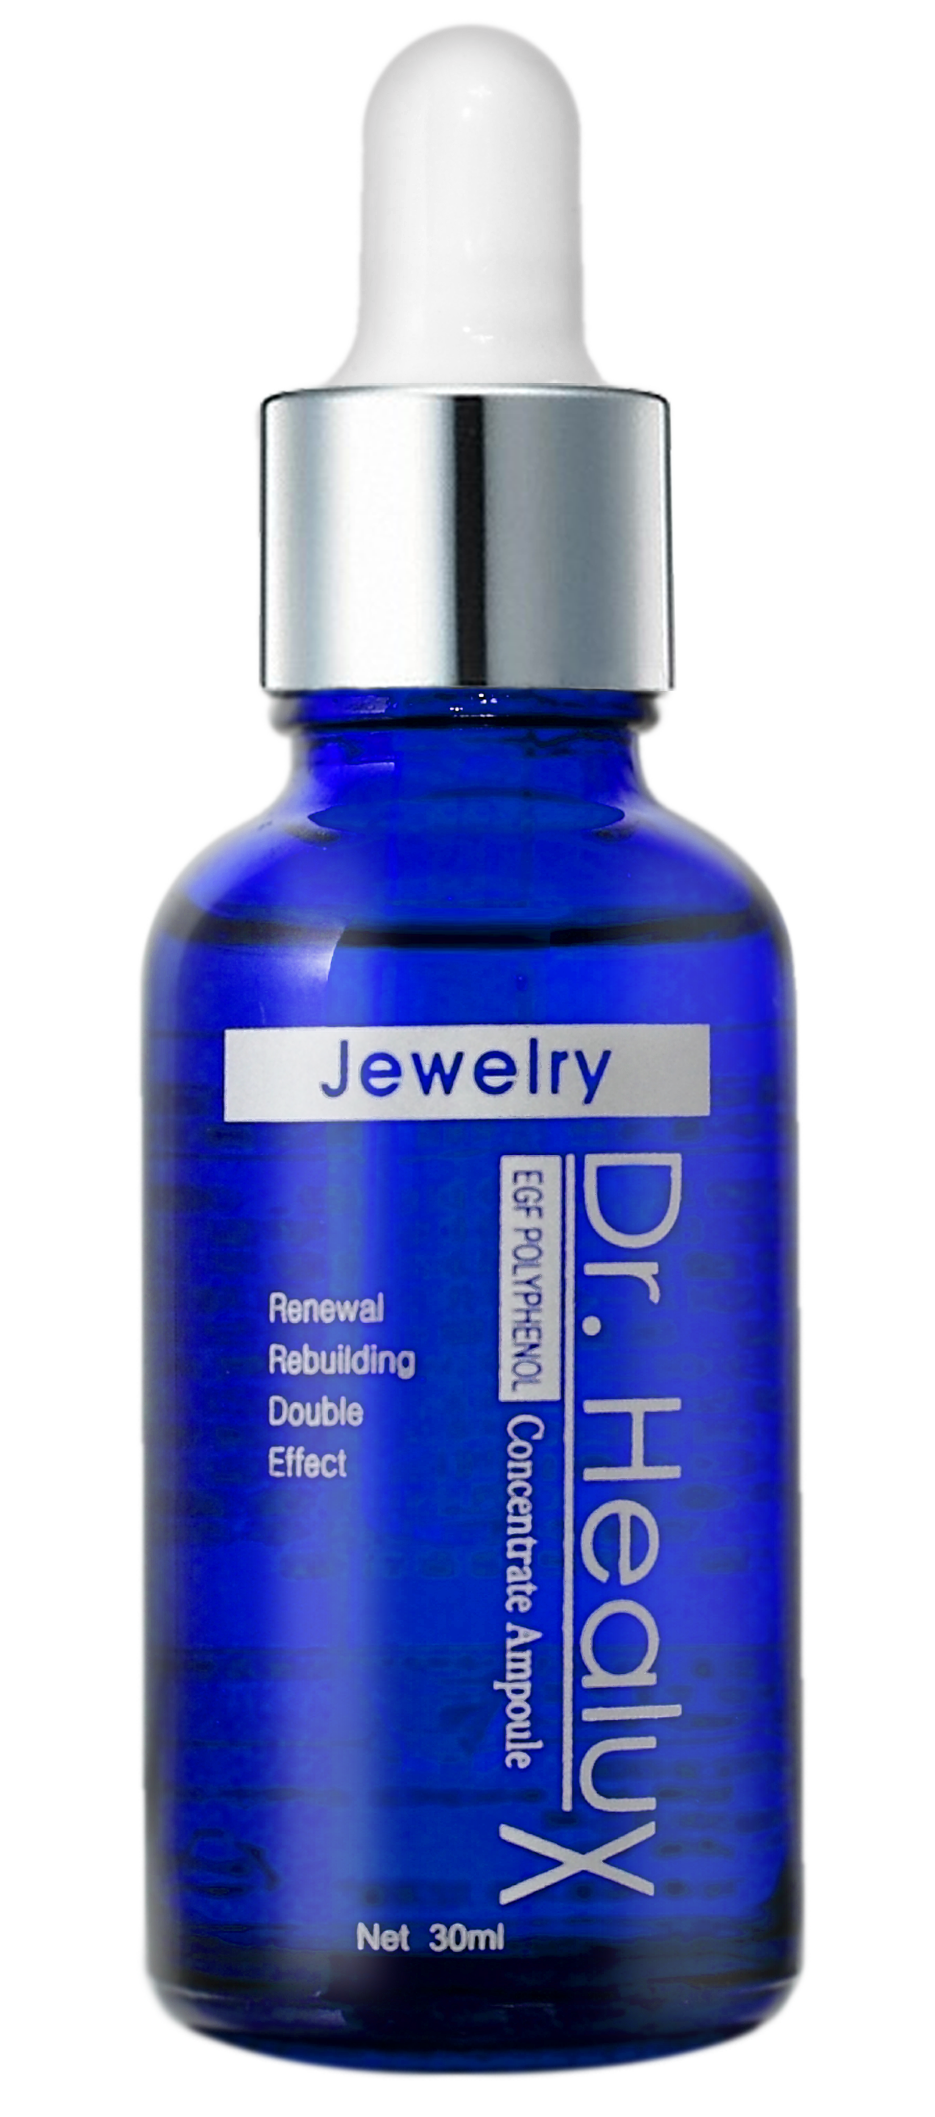 Jewelry
Dr. HealuX
EGF POLYPHENOL Concentrate Ampoule
Renewal
Rebuilding
Double
Effect
Net 30ml